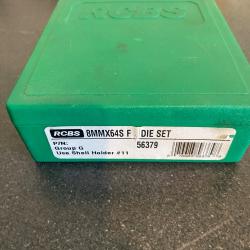 RCBS
RCBS 8MMX64S F DIE SET
P/N: 56379
Group G
Use Shell Holder #11